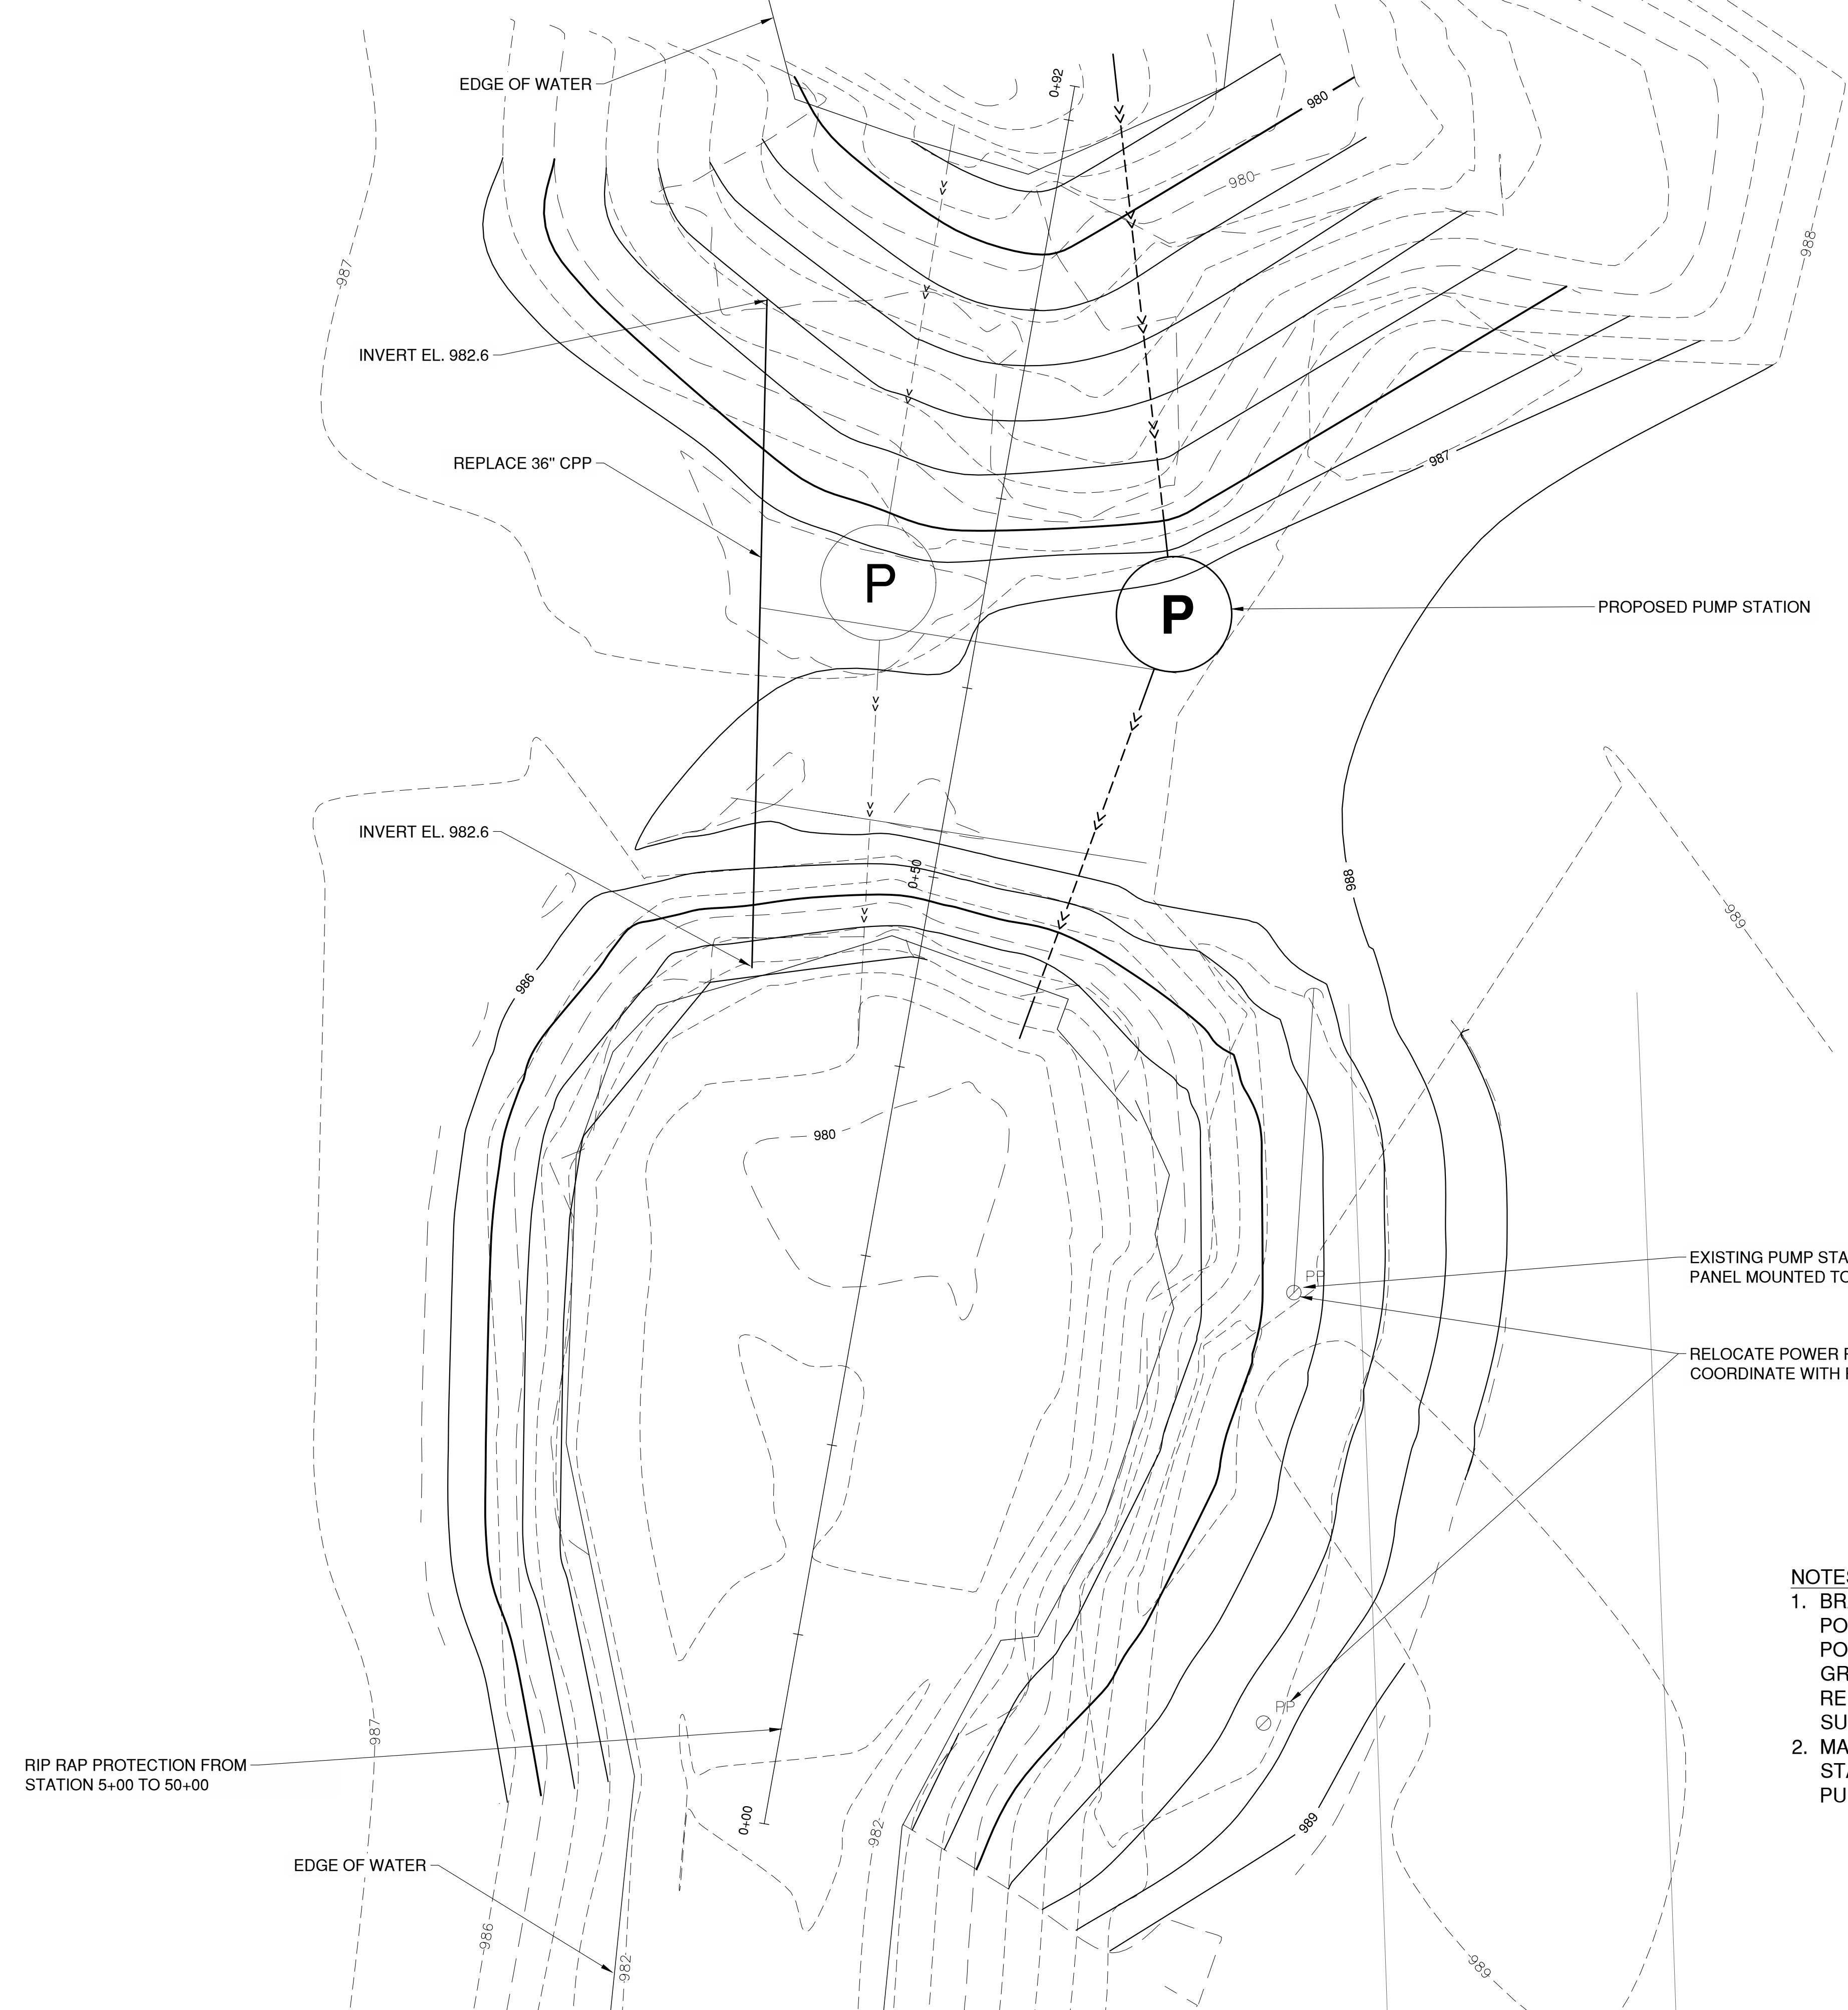 0+92
EDGE OF WATER
980
980
988
987
INVERT EL. 982.6
987
REPLACE 36" CPP
P
P
PROPOSED PUMP STATION
INVERT EL. 982.6
0+50
988
989
986
980
EXISTING PUMP STA
PANEL MOUNTED TO
PP
RELOCATE POWER
COORDINATE WITH
NOTES
1. BR
PO
PO
GR
RE
SU
2. MA
STA
PU
PP
987
RIP RAP PROTECTION FROM
STATION 5+00 TO 50+00
0+00
982
989
EDGE OF WATER
986
982
989